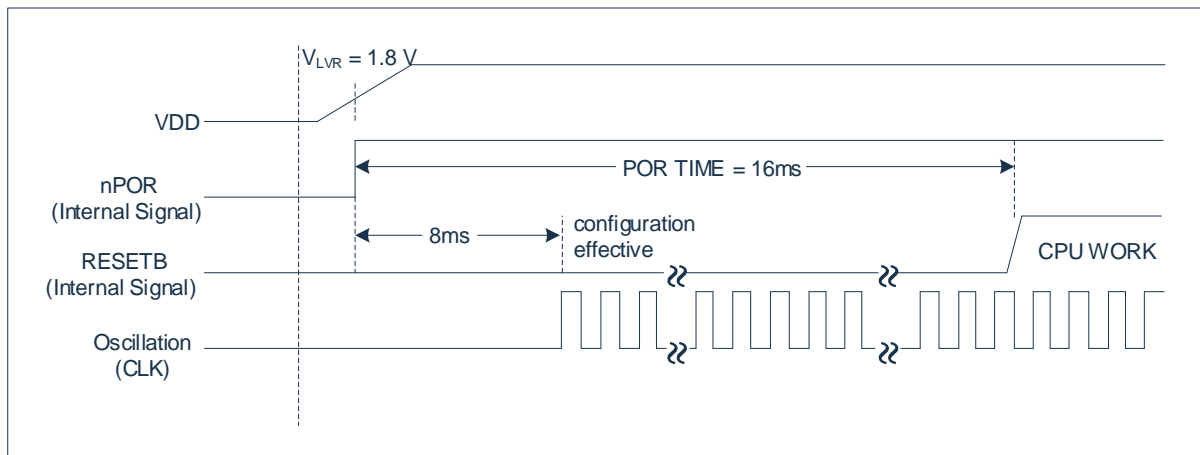 VLVR = 1.8 V
VDD
nPOR
(Internal Signal)
POR TIME = 16ms
8ms
configuration
effective
RESETB
(Internal Signal)
CPU WORK
Oscillation
(CLK)